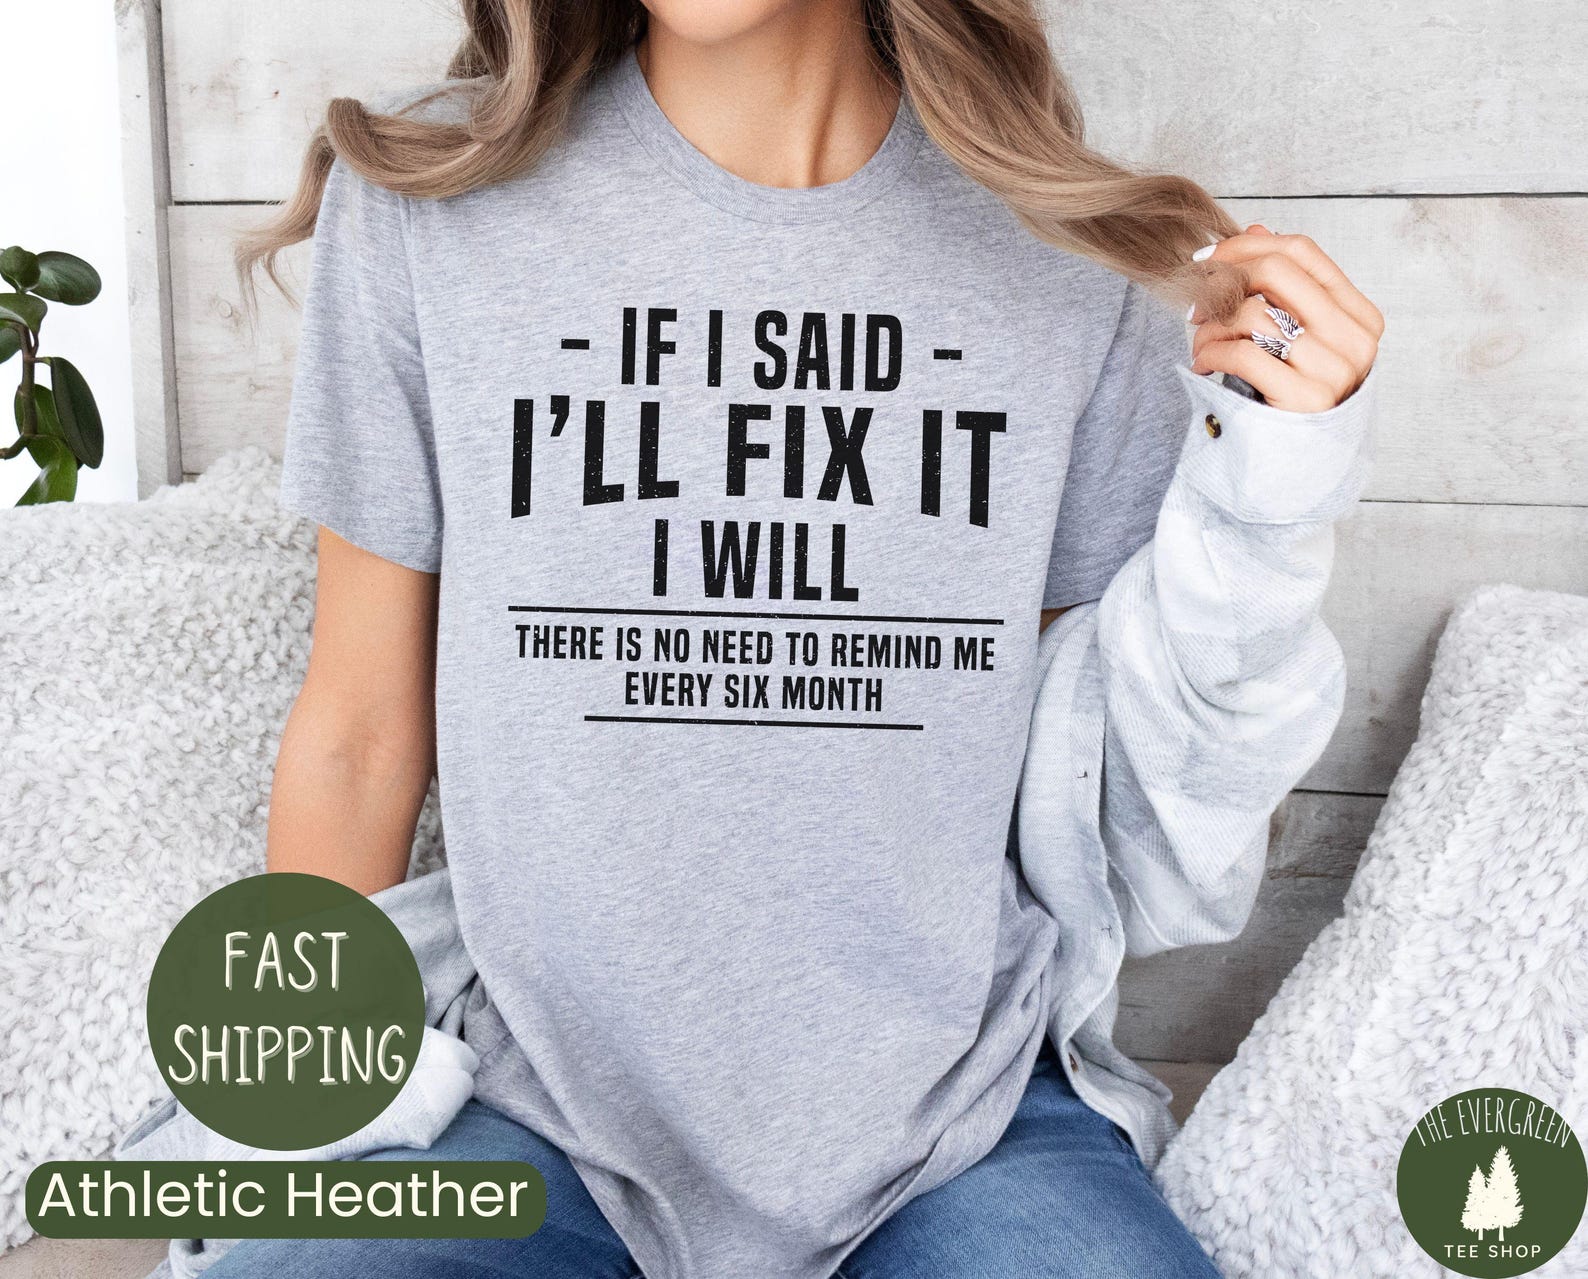 - IF I SAID -
I'LL FIX IT
I WILL
THERE IS NO NEED TO REMIND ME
EVERY SIX MONTH
FAST
SHIPPING
Athletic Heather
THE EVERGREEN
TEE SHOP